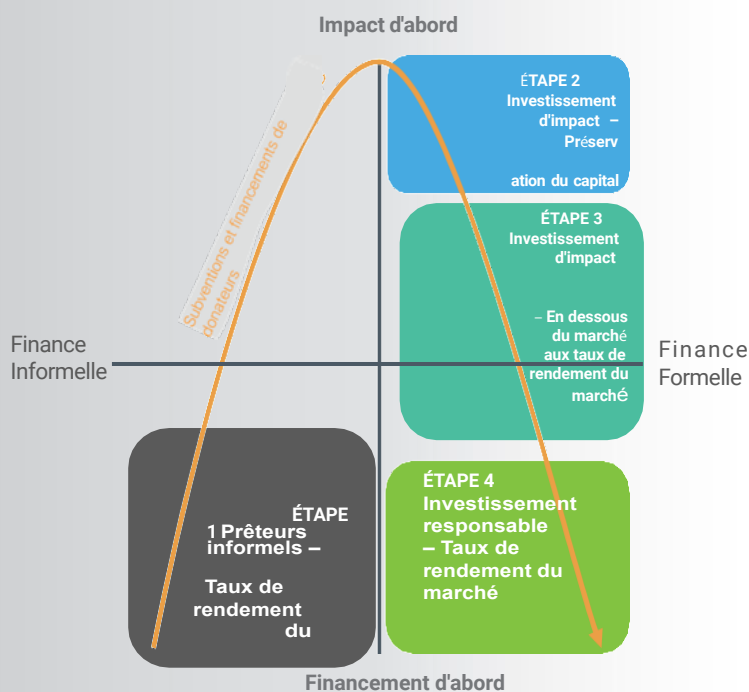 Impact d'abord
ÉTAPE 2
Investissement
d'impact –
Préserv
ation du capital
Subventions et financements de
donateurs
ÉTAPE 3
Investissement
d'impact
– En dessous
du marché
aux taux de
rendement du
marché
Finance
Informelle
Finance
Formelle
ÉTAPE
1 Prêteurs
informels –
Taux de
rendement
du
ÉTAPE 4
Investissement
responsable
– Taux de
rendement du
marché
Financement d'abord